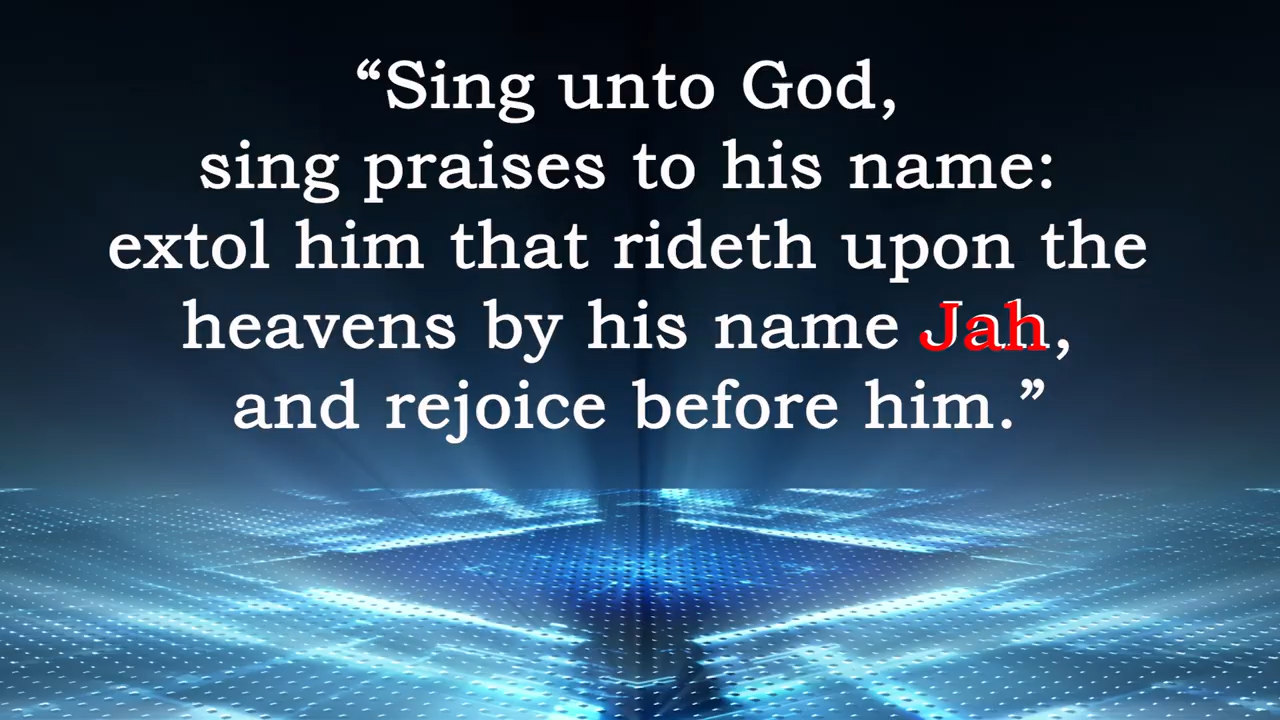 “Sing unto God,
sing praises to his name:
extol him that rideth upon the
heavens by his name Jah,
and rejoice before him.”